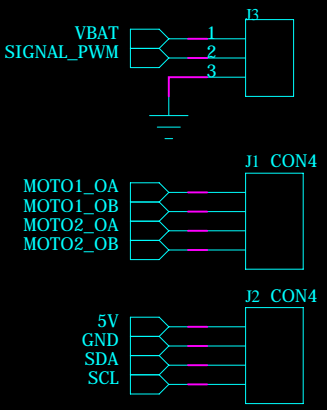 J3
VBAT 1
SIGNAL_PWM 2
3
J1 CON4
MOTO1_OA
MOTO1_OB
MOTO2_OA
MOTO2_OB
J2 CON4
5V
GND
SDA
SCL